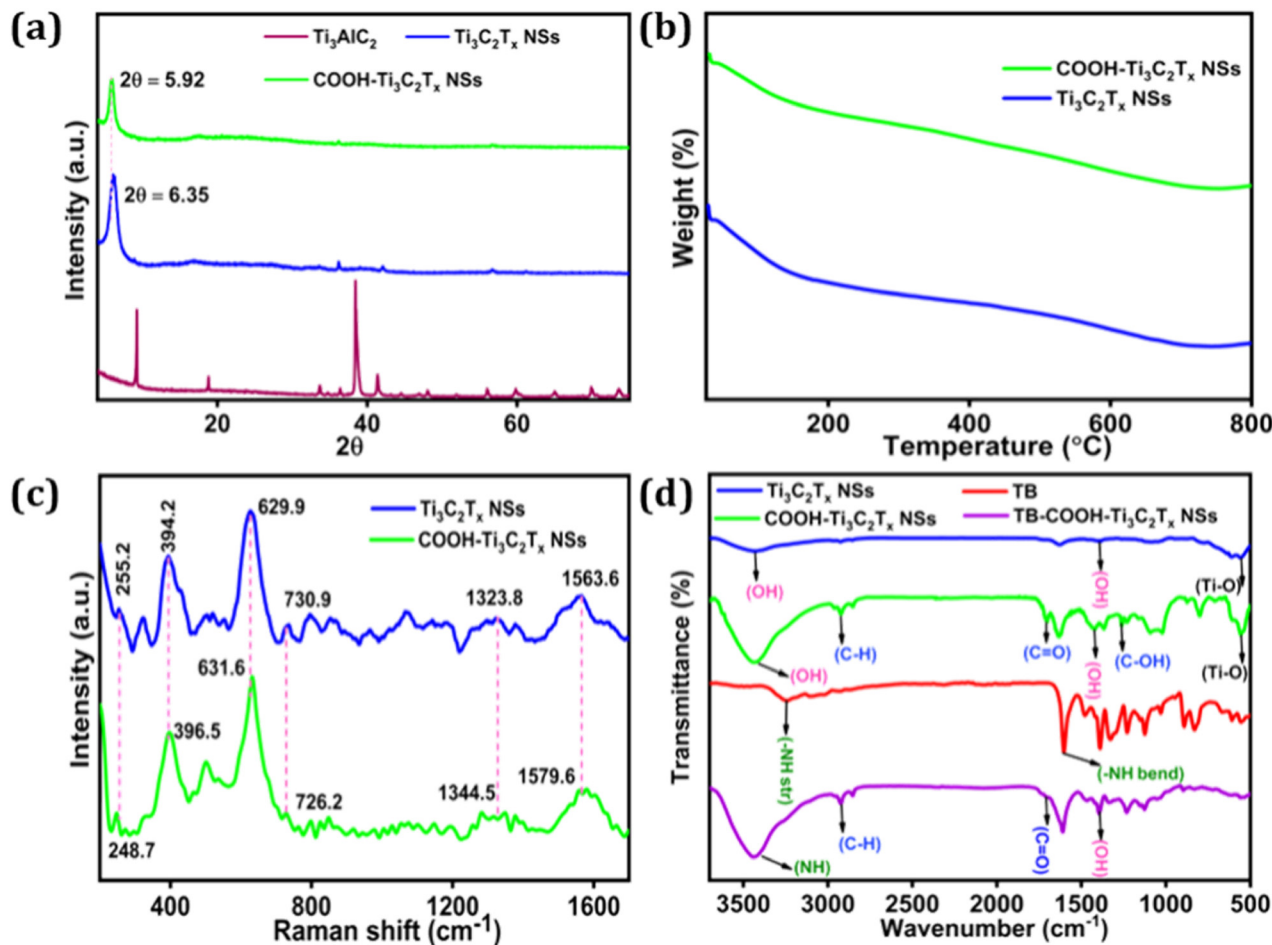 (a)
Ti₃AlC₂ Ti₃C₂Tₓ NSs
COOH-Ti₃C₂Tₓ NSs
2θ = 5.92
2θ = 6.35
Intensity (a.u.)
20 40 60
2θ
(b)
COOH-Ti₃C₂Tₓ NSs
Ti₃C₂Tₓ NSs
Weight (%)
200 400 600 800
Temperature (°C)
(c)
Ti₃C₂Tₓ NSs
COOH-Ti₃C₂Tₓ NSs
255.2
394.2
629.9
730.9
1323.8
1563.6
631.6
396.5
248.7
726.2
1344.5
1579.6
Intensity (a.u.)
400 800 1200 1600
Raman shift (cm⁻¹)
(d)
Ti₃C₂Tₓ NSs TB
COOH-Ti₃C₂Tₓ NSs TB-COOH-Ti₃C₂Tₓ NSs
(OH)
(OH)
(Ti-O)
(OH)
(C-H)
(C=O)
(OH)
(C-OH)
(Ti-O)
(-NH str)
(-NH bend)
(NH)
(C-H)
(C=O)
(OH)
Transmittance (%)
3500 3000 2500 2000 1500 1000 500
Wavenumber (cm⁻¹)